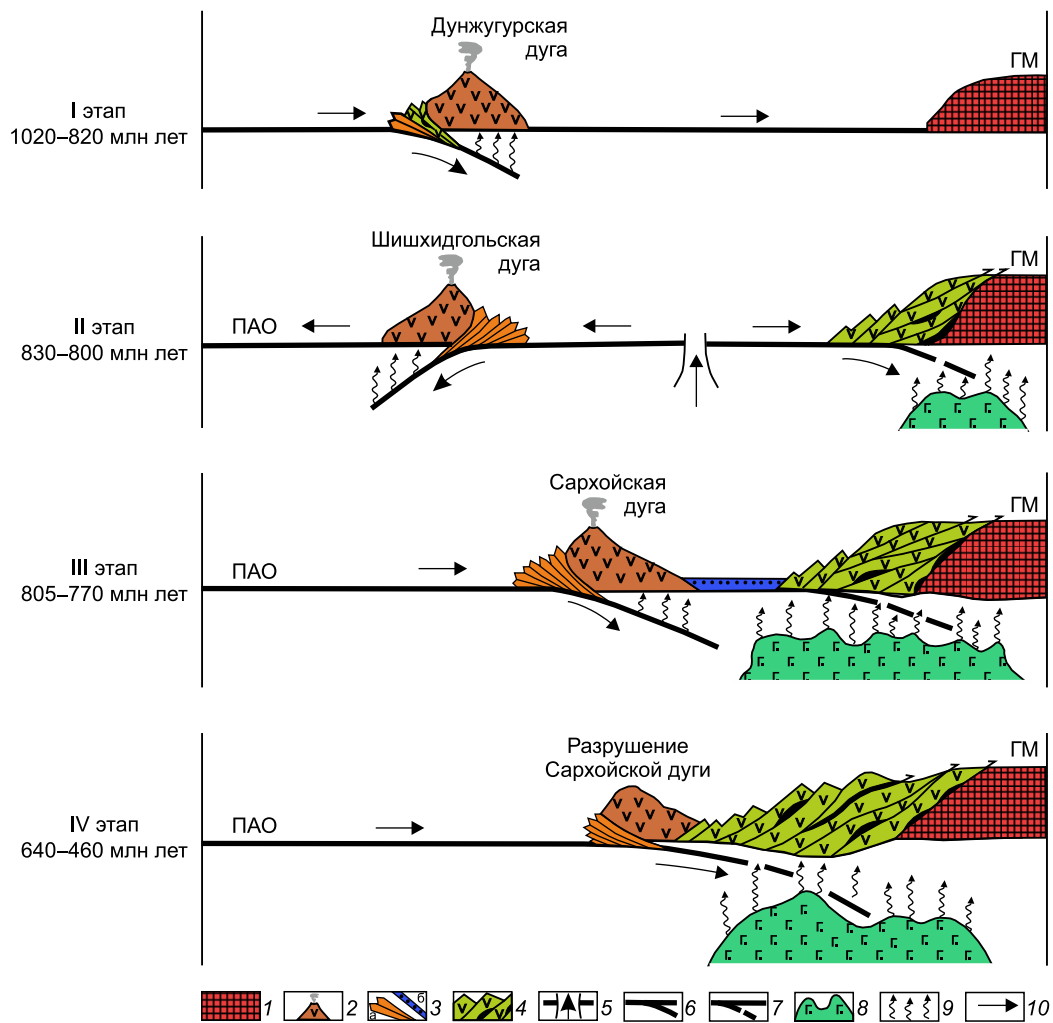 Дунжугурская
дуга
ГМ
I этап
1020–820 млн лет
Шишхидгольская
дуга
ГМ
II этап
830–800 млн лет
ПАО
Сархойская
дуга
ГМ
III этап
805–770 млн лет
ПАО
Разрушение
Сархойской дуги
ГМ
IV этап
640–460 млн лет
ПАО
1 2 а б 3 4 5 6 7 8 9 10